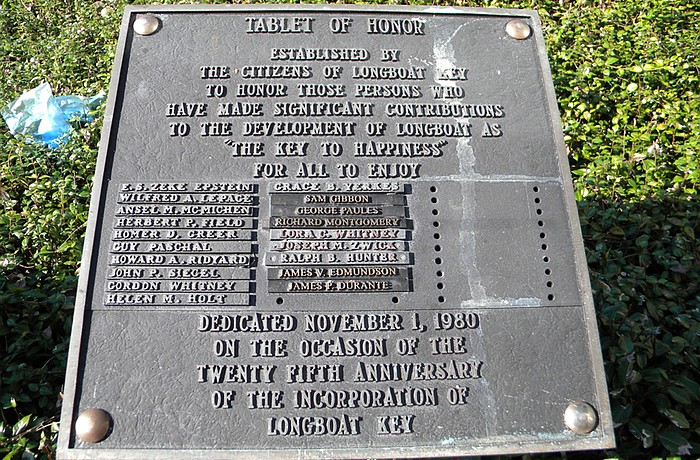 TABLET OF HONOR
ESTABLISHED BY
THE CITIZENS OF LONGBOAT KEY
TO HONOR THOSE PERSONS WHO
HAVE MADE SIGNIFICANT CONTRIBUTIONS
TO THE DEVELOPMENT OF LONGBOAT AS
"THE KEY TO HAPPINESS"
FOR ALL TO ENJOY
E.S. ZEKE EPSTEIN
WILFRED A. LEPAGE
ANSEL M. MCMICHEN
HERBERT P. FIELD
HOMER D. GREER
GUY PASCHAL
HOWARD A. RIDYARD
JOHN P. SIEGEL
GORDON WHITNEY
HELEN M. HOLT
GRACE B. YERKES
SAM GIBBON
GEORGE PAULES
RICHARD MONTGOMERY
LORA C. WHITNEY
JOSEPH M. ZWICK
RALPH B. HUNTER
JAMES V. EDMUNDSON
JAMES P. DURANTE
DEDICATED NOVEMBER 1, 1980
ON THE OCCASION OF THE
TWENTY FIFTH ANNIVERSARY
OF THE INCORPORATION OF
LONGBOAT KEY